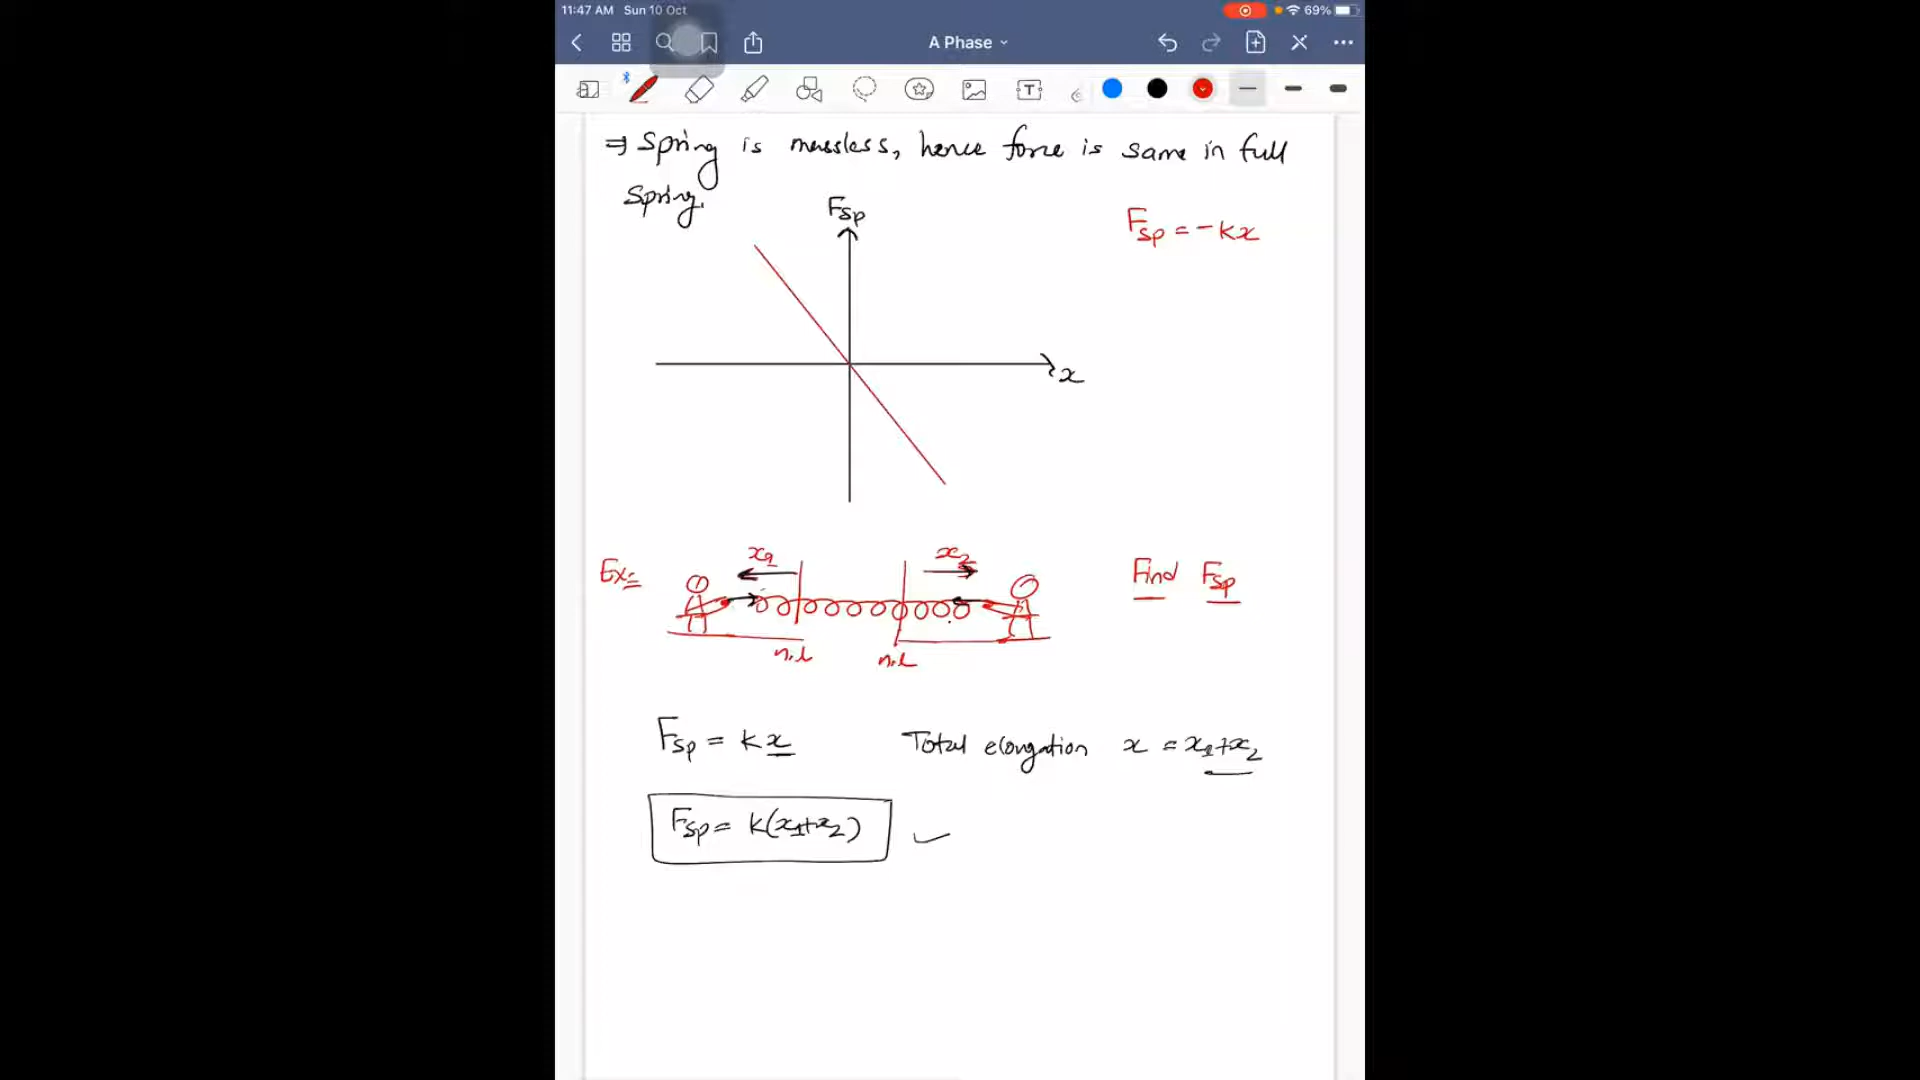 11:47 AM Sun 10 Oct
69%
A Phase
T
⇒ Spring is massless, hence force is same in full
Spring.
Fsp
Fsp = -kx
x
Ex:
x1
x2
Find Fsp
n.l
n.l
Fsp = kx
Total elongation x = x1+x2
Fsp = k(x1+x2)